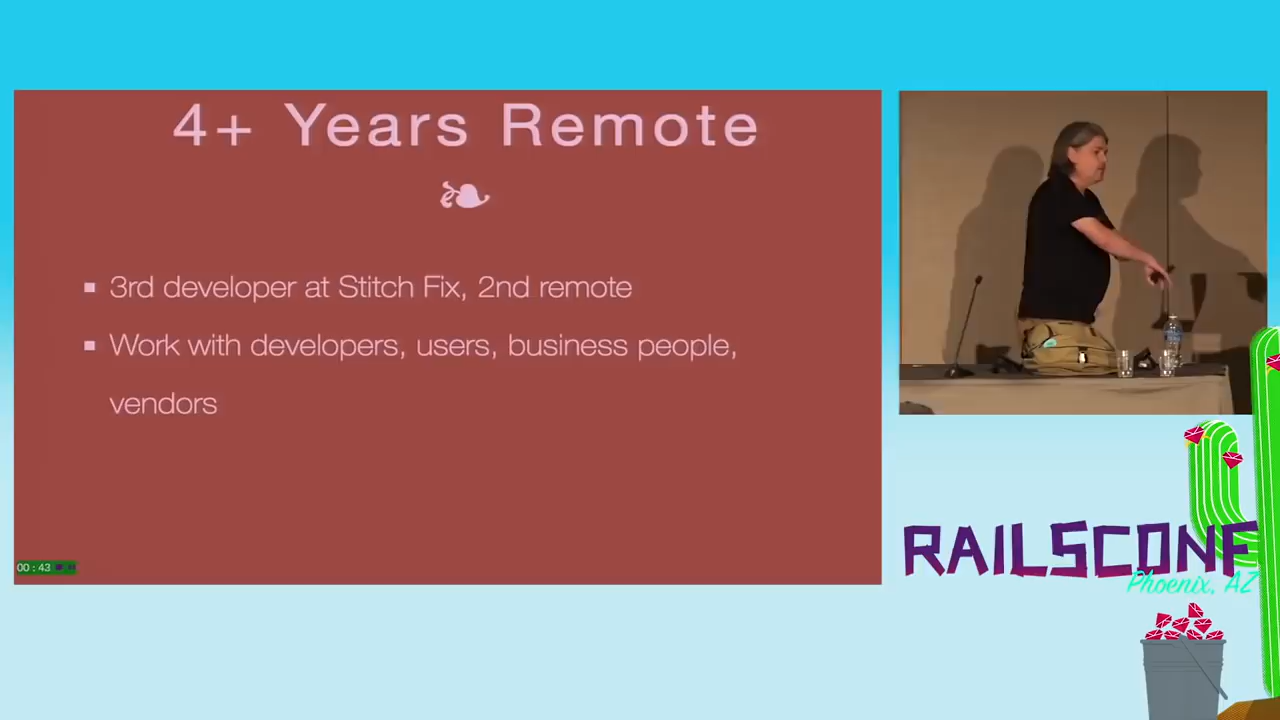 4+ Years Remote
3rd developer at Stitch Fix, 2nd remote
Work with developers, users, business people,
vendors
00 : 43
RAILSCONF
Phoenix, AZ